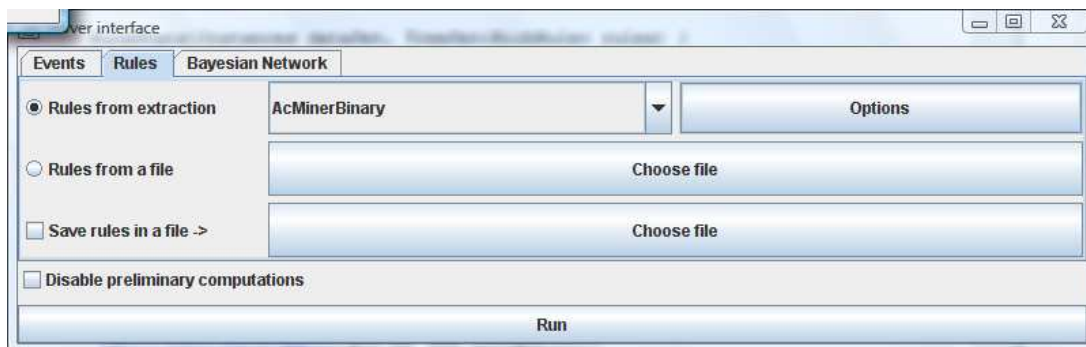 ver interface
Events Rules Bayesian Network
Rules from extraction AcMinerBinary Options
Rules from a file Choose file
Save rules in a file -> Choose file
Disable preliminary computations
Run